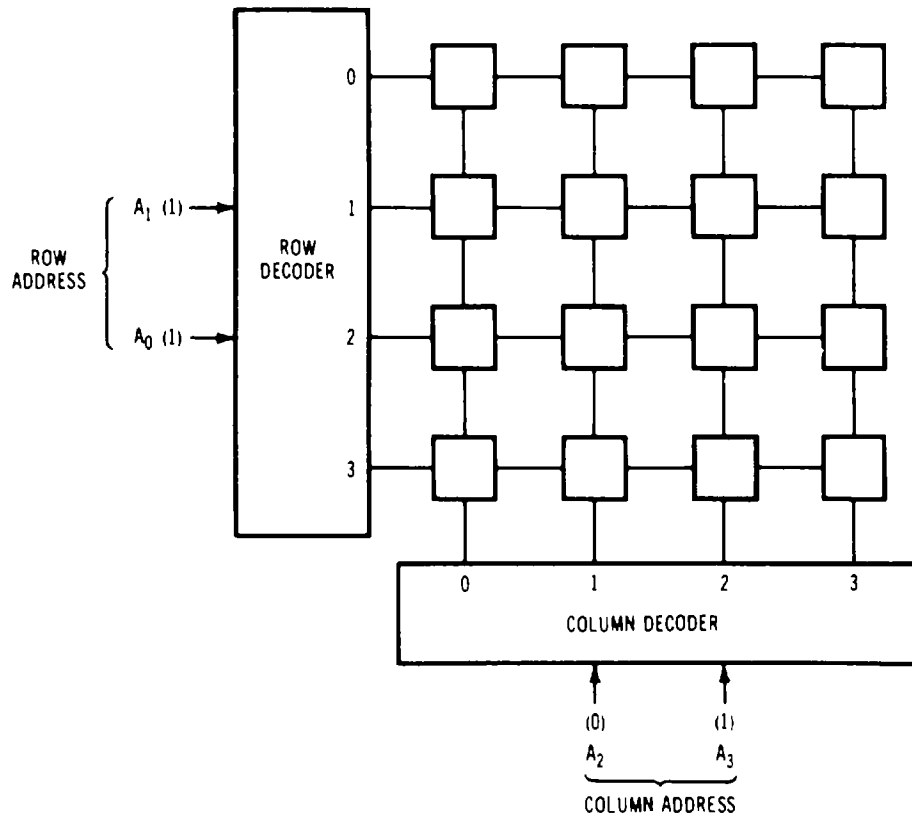 0
A₁ (1)
1
ROW
ADDRESS
ROW
DECODER
A₀ (1)
2
3
0 1 2 3
COLUMN DECODER
(0) (1)
A₂ A₃
COLUMN ADDRESS